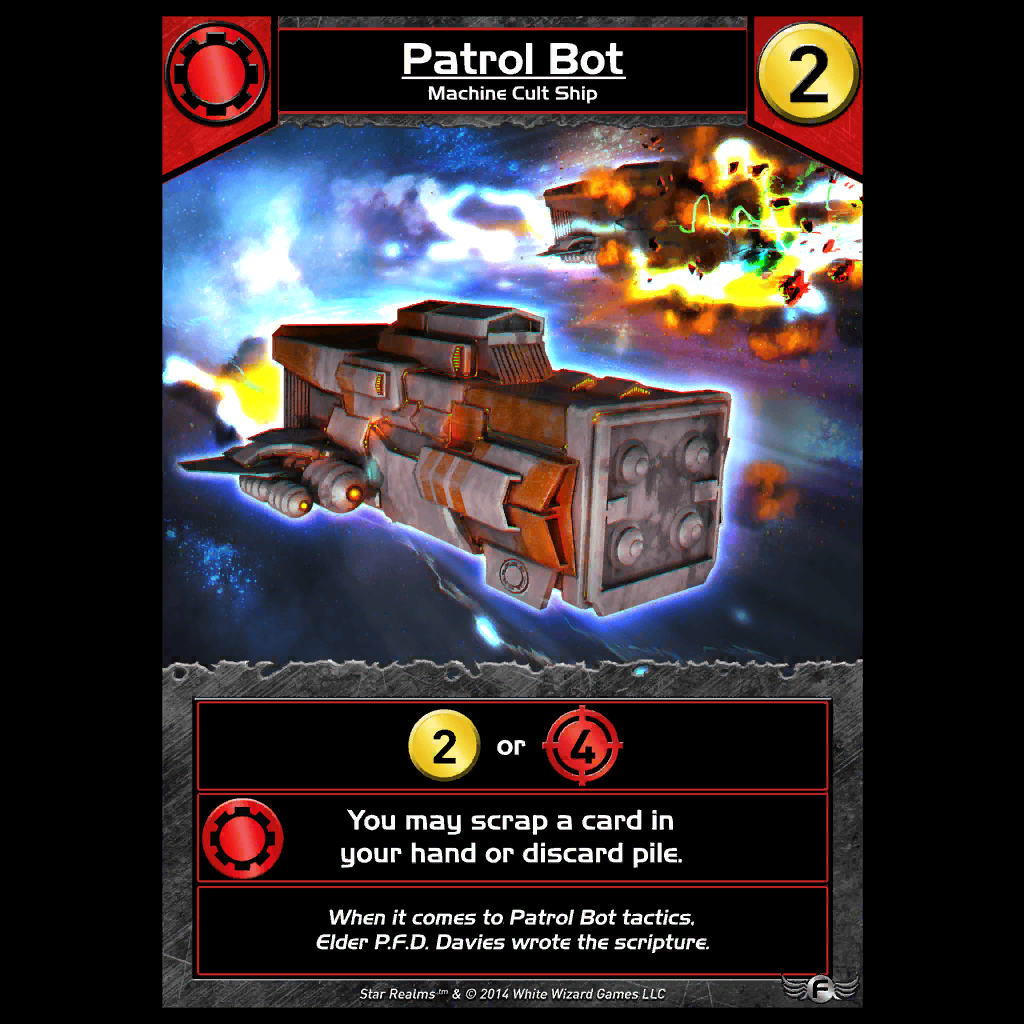 Patrol Bot
2
Machine Cult Ship
2 or 4
You may scrap a card in
your hand or discard pile.
When it comes to Patrol Bot tactics,
Elder P.F.D. Davies wrote the scripture.
Star Realms™ & © 2014 White Wizard Games LLC
F